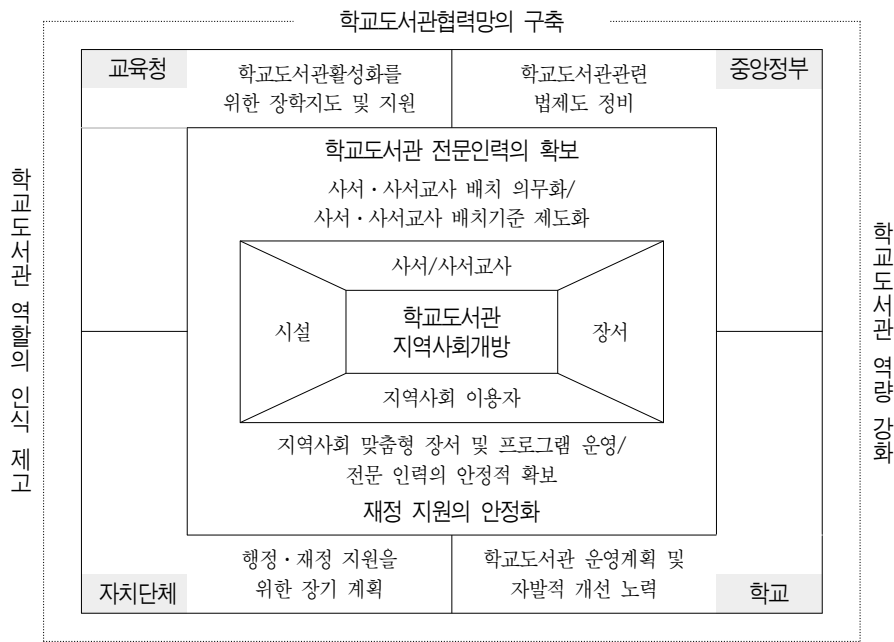 학교도서관협력망의 구축
교육청
학교도서관활성화를
위한 장학지도 및 지원
학교도서관관련
법제도 정비
중앙정부
학교도서관 역할의 인식 제고
학교도서관 전문인력의 확보
사서·사서교사 배치 의무화/
사서·사서교사 배치기준 제도화
사서/사서교사
시설
학교도서관
지역사회개방
장서
지역사회 이용자
지역사회 맞춤형 장서 및 프로그램 운영/
전문 인력의 안정적 확보
재정 지원의 안정화
학교도서관 역량 강화
자치단체
행정·재정 지원을
위한 장기 계획
학교도서관 운영계획 및
자발적 개선 노력
학교